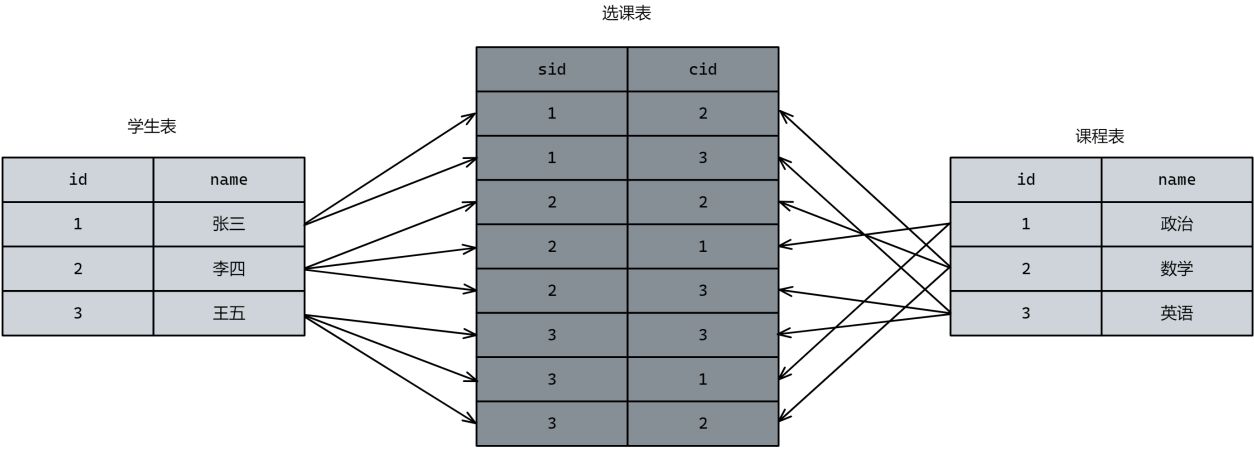 选课表
sid cid
1 2
1 3
2 2
2 1
2 3
3 3
3 1
3 2
学生表
id name
1 张三
2 李四
3 王五
课程表
id name
1 政治
2 数学
3 英语